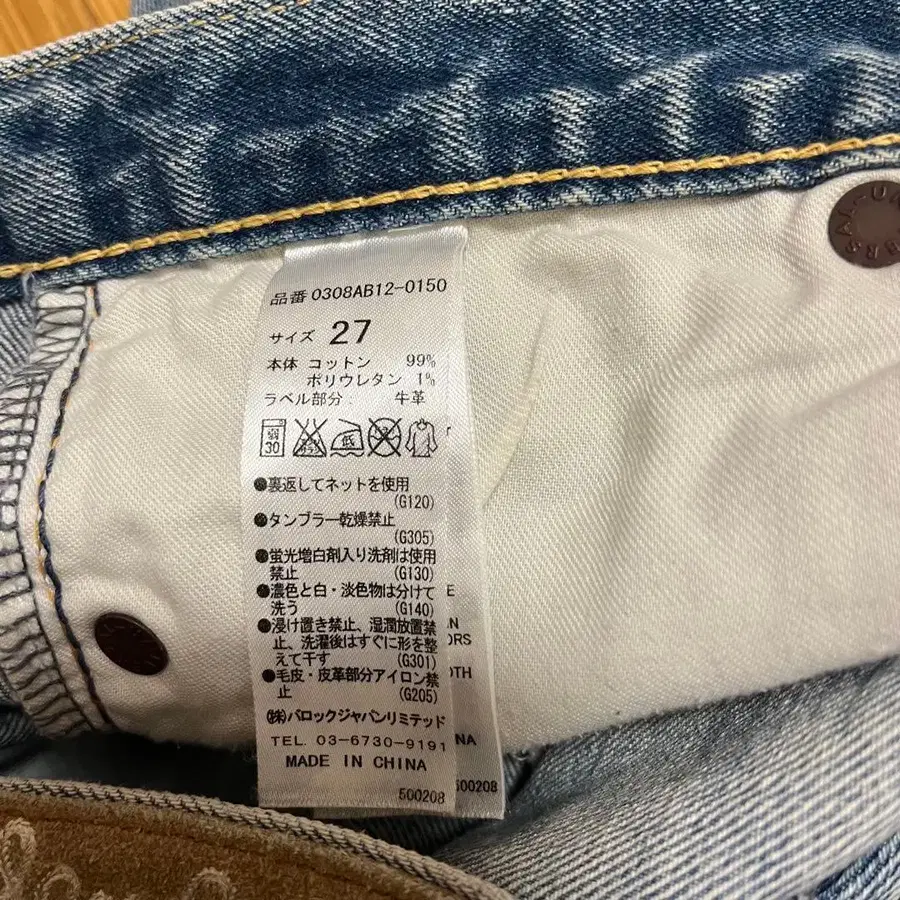 品番 0308AB12-0150
サイズ 27
本体 コットン 99%
ポリウレタン 1%
ラベル部分: 牛革
弱
30
低
●裏返してネットを使用
(G120)
●タンブラー乾燥禁止
(G305)
●蛍光増白剤入り洗剤は使用
禁止 (G130)
●濃色と白・淡色物は分けて
洗う (G140)
●浸け置き禁止、湿潤放置禁
止、洗濯後はすぐに形を整
えて干す (G301)
●毛皮・皮革部分アイロン禁
止 (G205)
㈱バロックジャパンリミテッド
TEL. 03-6730-9191
MADE IN CHINA
500208
r
E
N
ORS
OTH
NA
500208